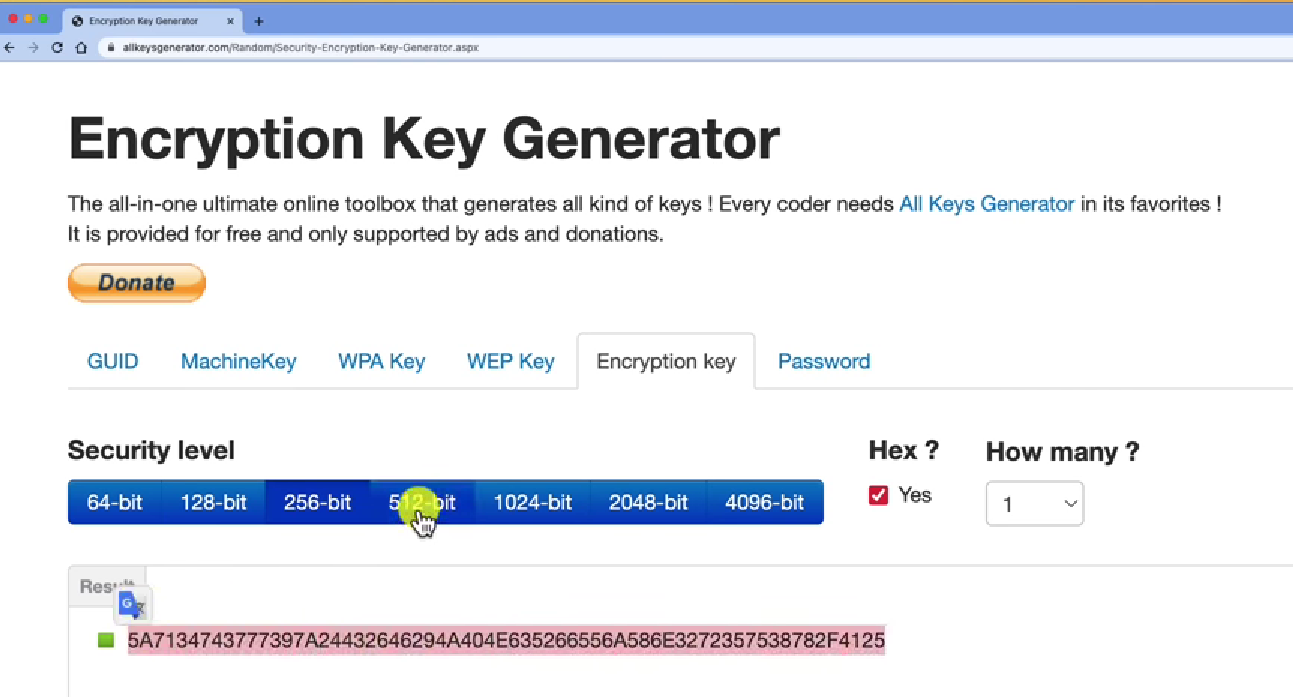 Encryption Key Generator
allkeysgenerator.com/Random/Security-Encryption-Key-Generator.aspx
Encryption Key Generator
The all-in-one ultimate online toolbox that generates all kind of keys ! Every coder needs All Keys Generator in its favorites !
It is provided for free and only supported by ads and donations.
Donate
GUID MachineKey WPA Key WEP Key Encryption key Password
Security level Hex ? How many ?
64-bit 128-bit 256-bit 512-bit 1024-bit 2048-bit 4096-bit Yes 1
Result
5A7134743777397A24432646294A404E635266556A586E3272357538782F4125